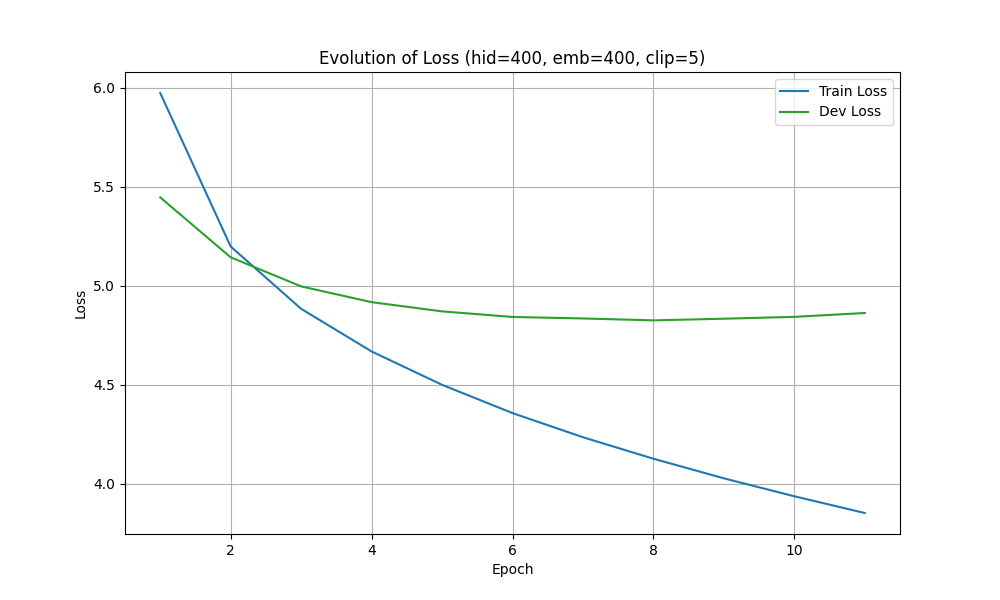 Evolution of Loss (hid=400, emb=400, clip=5)
Train Loss
Dev Loss
6.0
5.5
5.0
4.5
4.0
Loss
2 4 6 8 10
Epoch